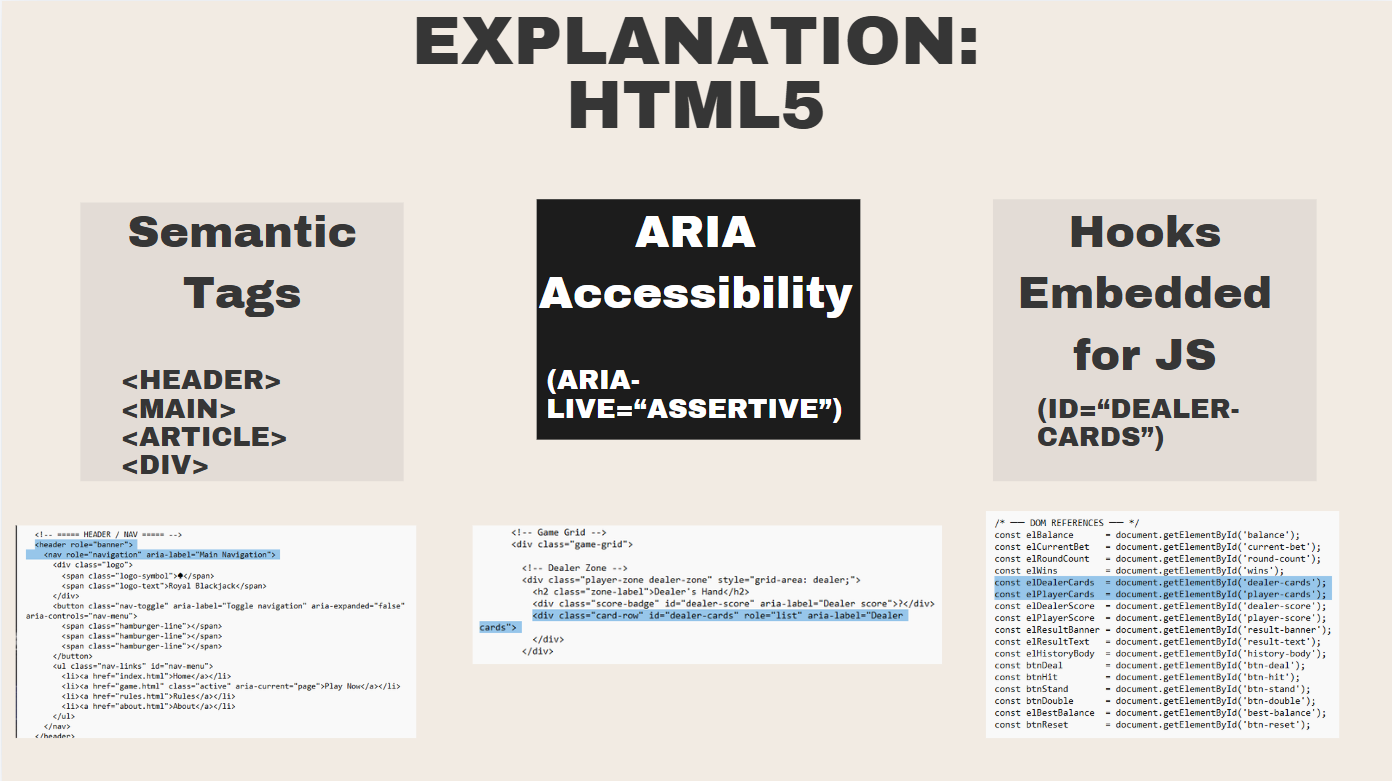 EXPLANATION:
HTML5
Semantic
Tags
<HEADER>
<MAIN>
<ARTICLE>
<DIV>
ARIA
Accessibility
(ARIA-
LIVE=“ASSERTIVE”)
Hooks
Embedded
for JS
(ID=“DEALER-
CARDS”)
<!-- ===== HEADER / NAV ===== -->
<header role="banner">
<nav role="navigation" aria-label="Main Navigation">
<div class="logo">
<span class="logo-symbol">♠</span>
<span class="logo-text">Royal Blackjack</span>
</div>
<button class="nav-toggle" aria-label="Toggle navigation" aria-expanded="false"
aria-controls="nav-menu">
<span class="hamburger-line"></span>
<span class="hamburger-line"></span>
<span class="hamburger-line"></span>
</button>
<ul class="nav-links" id="nav-menu">
<li><a href="index.html">Home</a></li>
<li><a href="game.html" class="active" aria-current="page">Play Now</a></li>
<li><a href="rules.html">Rules</a></li>
<li><a href="about.html">About</a></li>
</ul>
</nav>
</header>
<!-- Game Grid -->
<div class="game-grid">
<!-- Dealer Zone -->
<div class="player-zone dealer-zone" style="grid-area: dealer;">
<h2 class="zone-label">Dealer's Hand</h2>
<div class="score-badge" id="dealer-score" aria-label="Dealer score">?</div>
<div class="card-row" id="dealer-cards" role="list" aria-label="Dealer
cards">
</div>
</div>
/* ── DOM REFERENCES ── */
const elBalance = document.getElementById('balance');
const elCurrentBet = document.getElementById('current-bet');
const elRoundCount = document.getElementById('round-count');
const elWins = document.getElementById('wins');
const elDealerCards = document.getElementById('dealer-cards');
const elPlayerCards = document.getElementById('player-cards');
const elDealerScore = document.getElementById('dealer-score');
const elPlayerScore = document.getElementById('player-score');
const elResultBanner = document.getElementById('result-banner');
const elResultText = document.getElementById('result-text');
const elHistoryBody = document.getElementById('history-body');
const btnDeal = document.getElementById('btn-deal');
const btnHit = document.getElementById('btn-hit');
const btnStand = document.getElementById('btn-stand');
const btnDouble = document.getElementById('btn-double');
const elBestBalance = document.getElementById('best-balance');
const btnReset = document.getElementById('btn-reset');